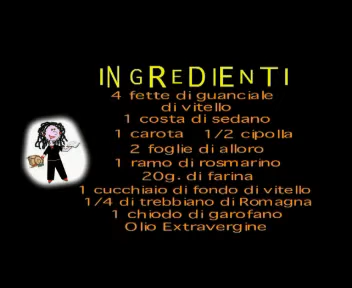 INGREDIENTI
4 fette di guanciale
di vitello
1 costa di sedano
1 carota 1/2 cipolla
2 foglie di alloro
1 ramo di rosmarino
20g. di farina
1 cucchiaio di fondo di vitello
1/4 di trebbiano di Romagna
1 chiodo di garofano
Olio Extravergine